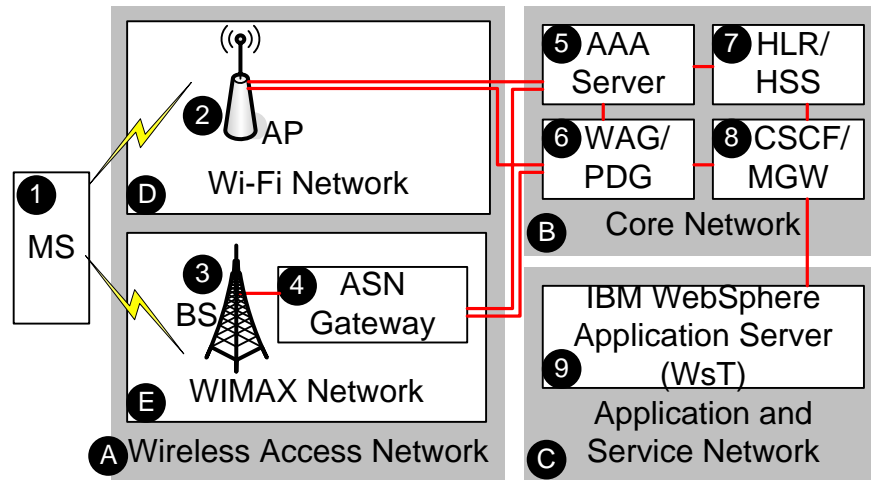 1
MS
2
AP
Wi-Fi Network
D
3
BS
4
ASN
Gateway
WIMAX Network
E
A
Wireless Access Network
5
AAA
Server
7
HLR/
HSS
6
WAG/
PDG
8
CSCF/
MGW
B
Core Network
IBM WebSphere
Application Server
(WsT)
9
Application and
Service Network
C